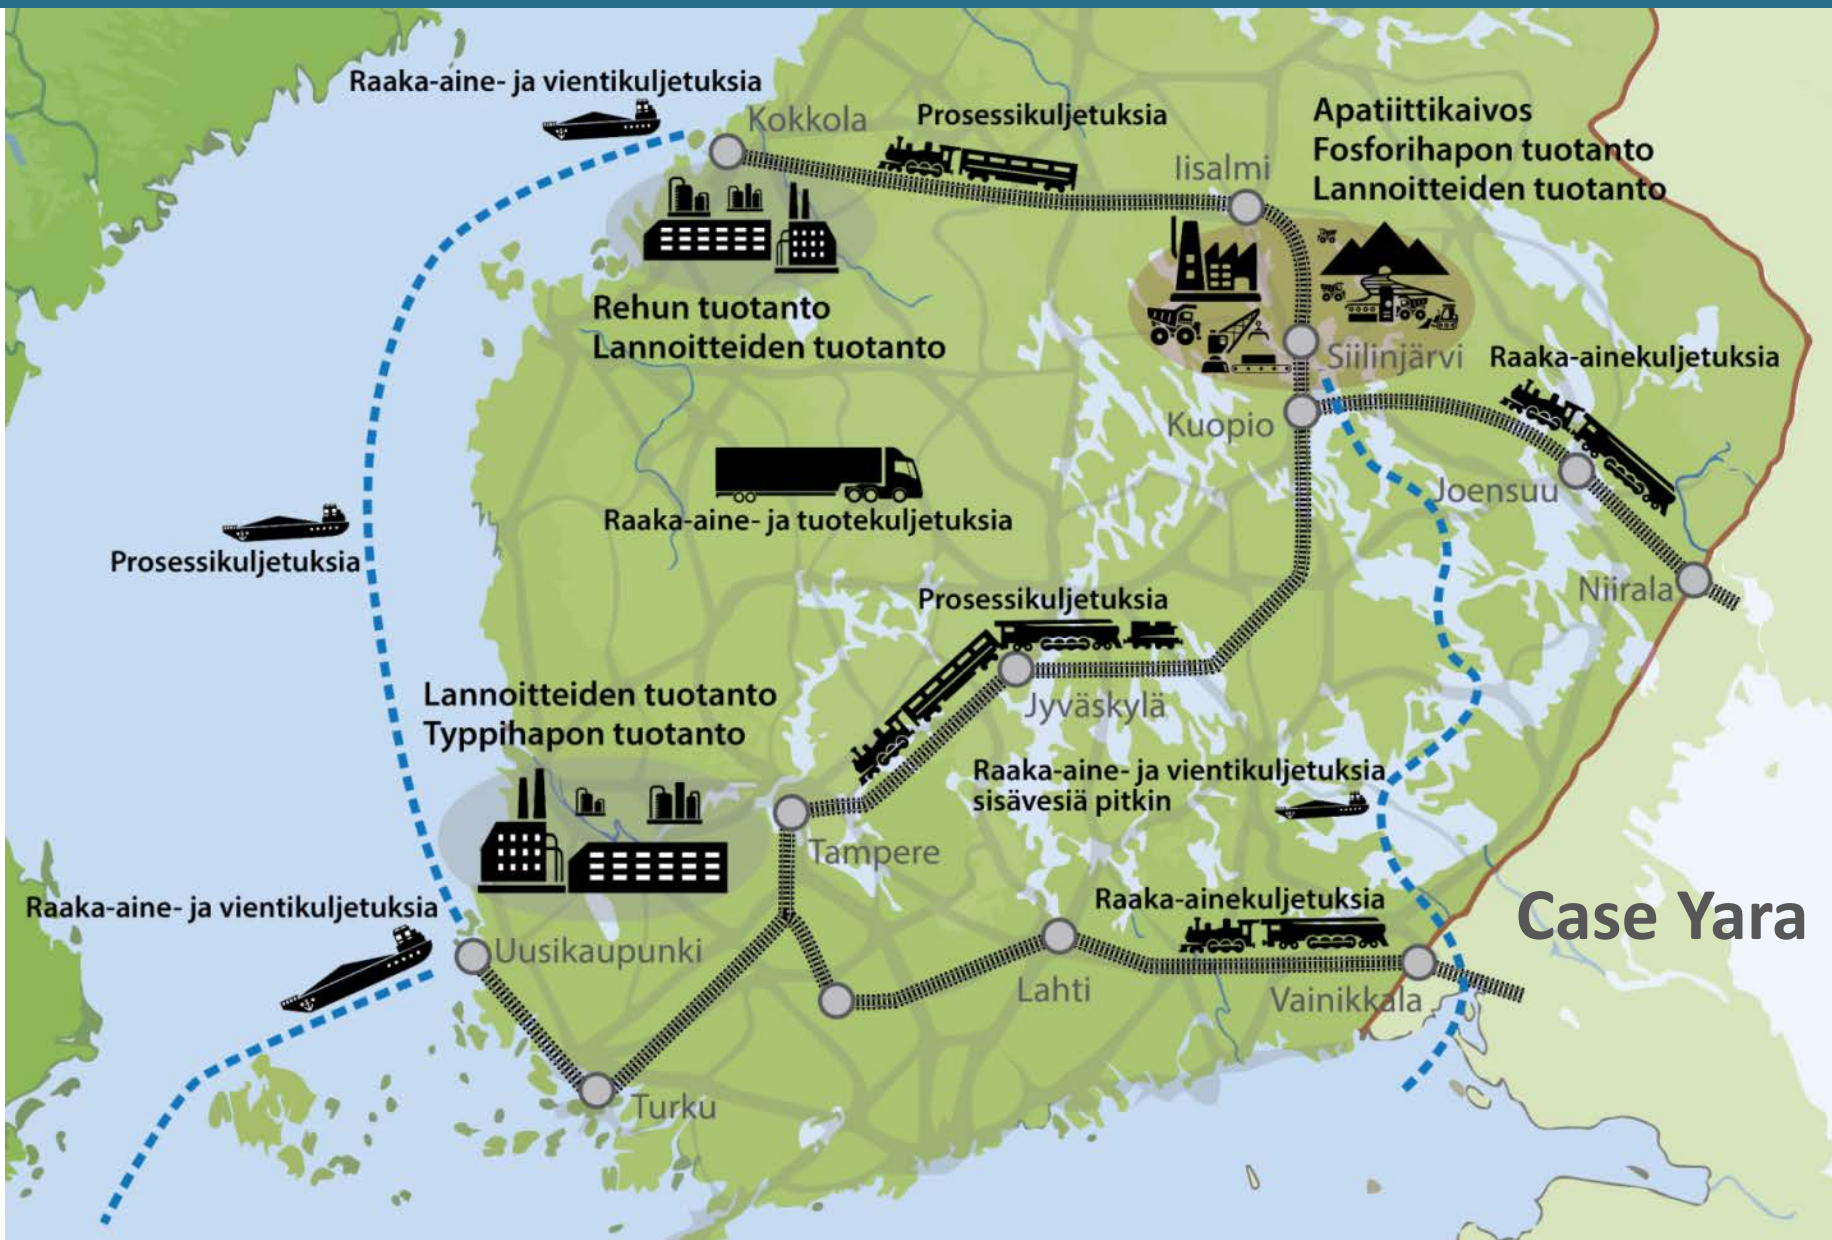 Raaka-aine- ja vientikuljetuksia
Kokkola
Prosessikuljetuksia
Iisalmi
Apatiittikaivos
Fosforihapon tuotanto
Lannoitteiden tuotanto
Rehun tuotanto
Lannoitteiden tuotanto
Siilinjärvi
Raaka-ainekuljetuksia
Kuopio
Joensuu
Raaka-aine- ja tuotekuljetuksia
Prosessikuljetuksia
Niirala
Prosessikuljetuksia
Jyväskylä
Lannoitteiden tuotanto
Typpihapon tuotanto
Raaka-aine- ja vientikuljetuksia
sisävesiä pitkin
Tampere
Raaka-aine- ja vientikuljetuksia
Raaka-ainekuljetuksia
Case Yara
Uusikaupunki
Lahti
Vainikkala
Turku